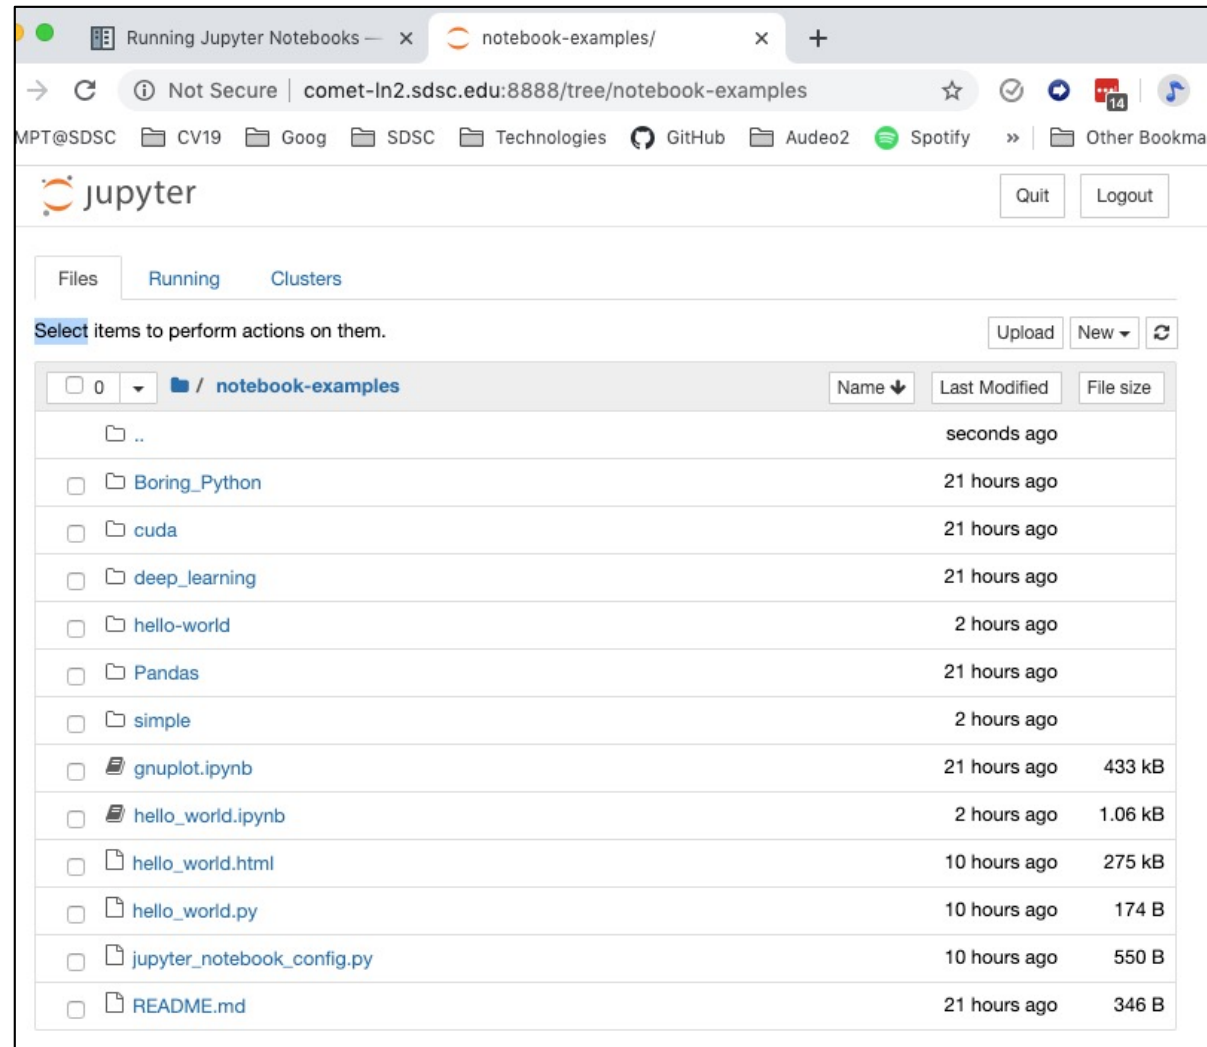 Running Jupyter Notebooks — × notebook-examples/ × +
Not Secure | comet-ln2.sdsc.edu:8888/tree/notebook-examples 14
MPT@SDSC CV19 Goog SDSC Technologies GitHub Audeo2 Spotify » Other Bookma
jupyter Quit Logout
Files Running Clusters
Select items to perform actions on them. Upload New
0 / notebook-examples Name Last Modified File size
.. seconds ago
Boring_Python 21 hours ago
cuda 21 hours ago
deep_learning 21 hours ago
hello-world 2 hours ago
Pandas 21 hours ago
simple 2 hours ago
gnuplot.ipynb 21 hours ago 433 kB
hello_world.ipynb 2 hours ago 1.06 kB
hello_world.html 10 hours ago 275 kB
hello_world.py 10 hours ago 174 B
jupyter_notebook_config.py 10 hours ago 550 B
README.md 21 hours ago 346 B